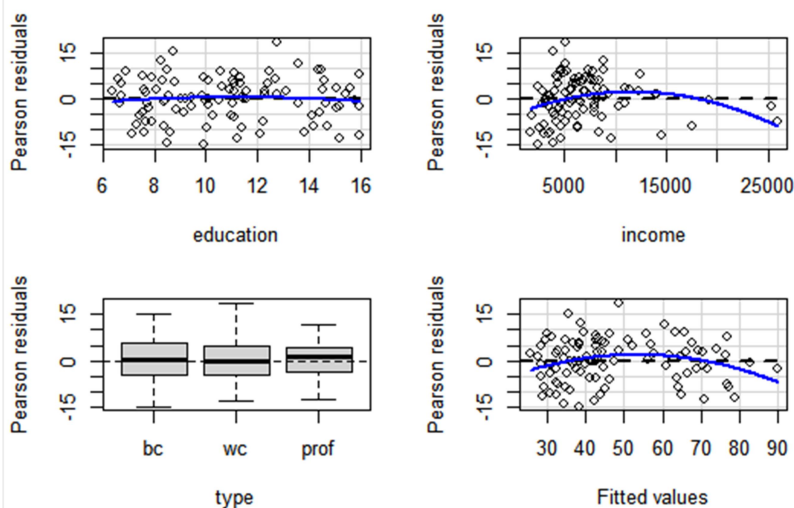 Pearson residuals
15
0
-15
6 8 10 12 14 16
education
Pearson residuals
15
0
-15
5000 15000 25000
income
Pearson residuals
15
0
-15
bc wc prof
type
Pearson residuals
15
0
-15
30 40 50 60 70 80 90
Fitted values